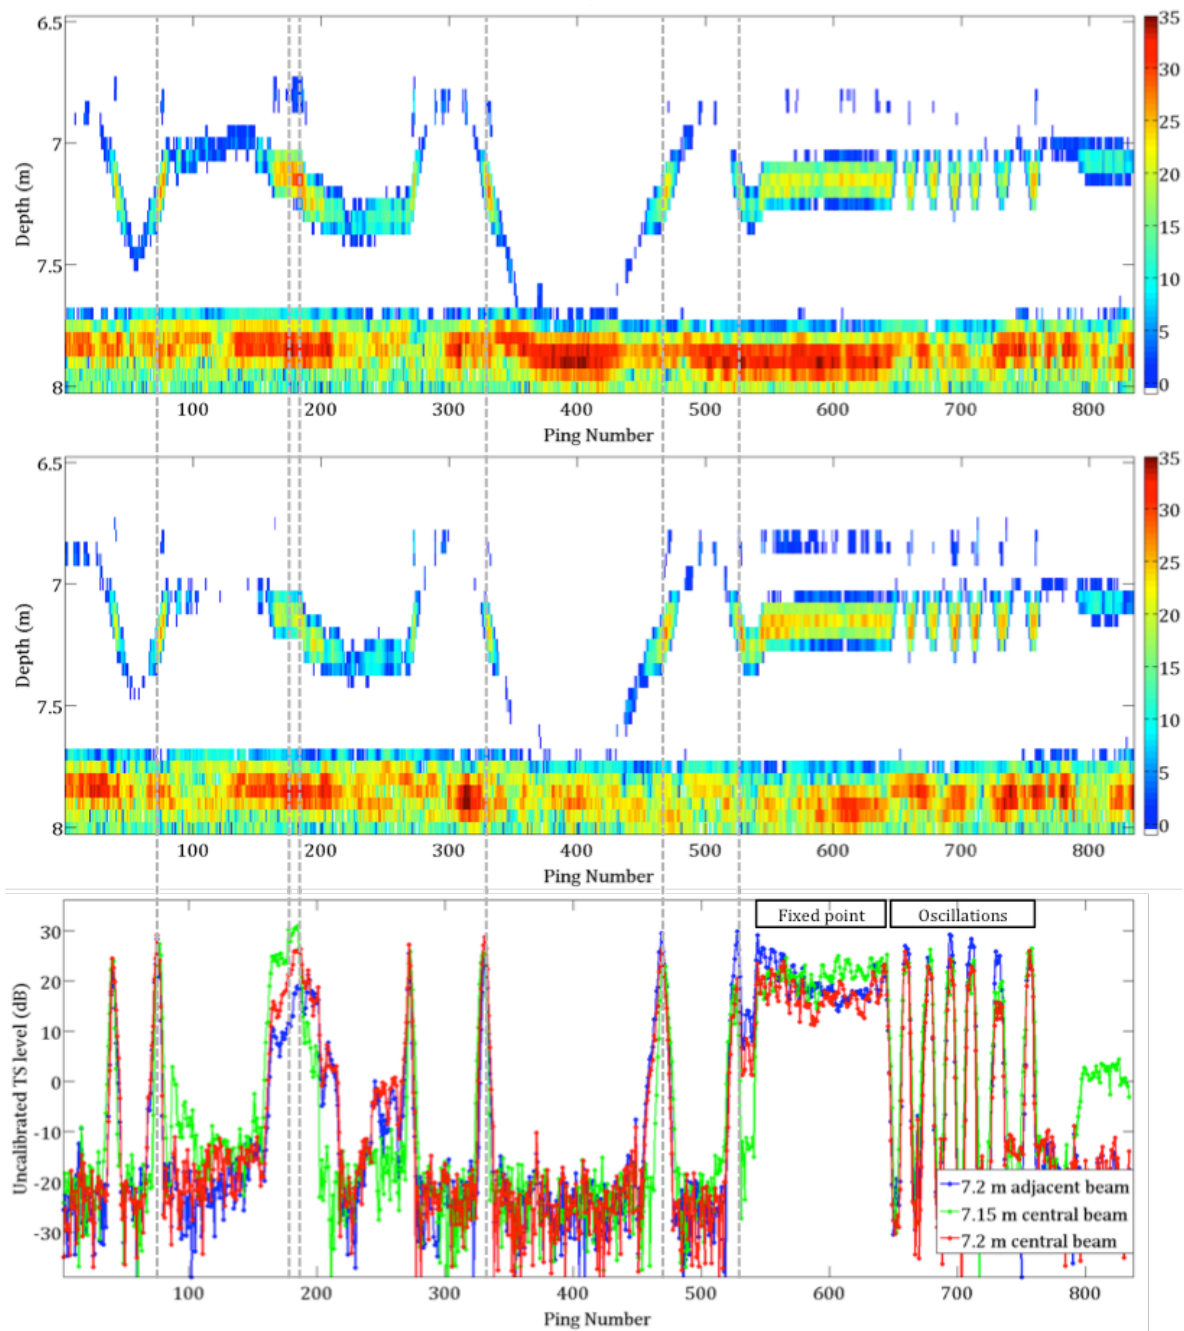 6.5
7
7.5
8
Depth (m)
100 200 300 400 500 600 700 800
Ping Number
35
30
25
20
15
10
5
0
6.5
7
7.5
8
Depth (m)
100 200 300 400 500 600 700 800
Ping Number
35
30
25
20
15
10
5
0
Fixed point Oscillations
30
20
10
0
-10
-20
-30
Uncalibrated TS level (dB)
7.2 m adjacent beam
7.15 m central beam
7.2 m central beam
100 200 300 400 500 600 700 800
Ping Number